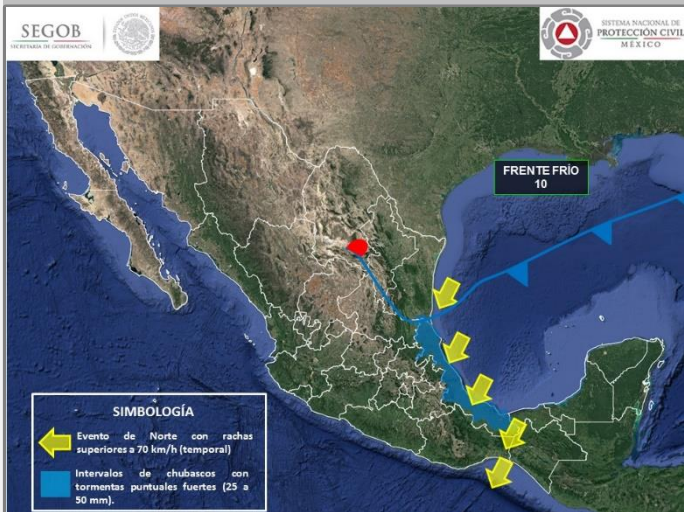 SEGOB
SECRETARÍA DE GOBERNACIÓN
SISTEMA NACIONAL DE
PROTECCIÓN CIVIL
MÉXICO
FRENTE FRÍO
10
SIMBOLOGÍA
Evento de Norte con rachas
superiores a 70 km/h (temporal)
Intervalos de chubascos con
tormentas puntuales fuertes (25 a
50 mm).